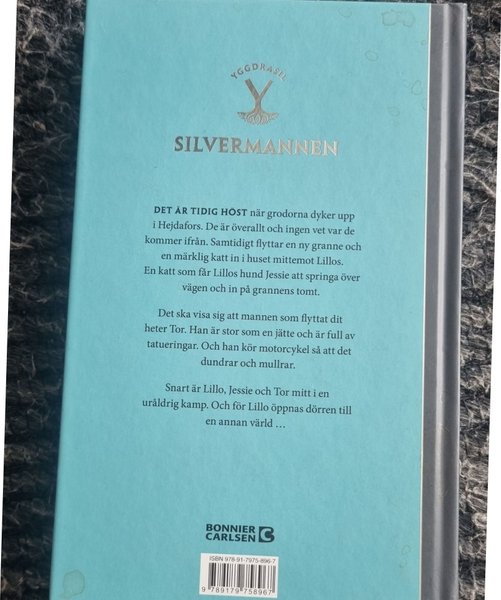 YGGDRASIL
SILVERMANNEN
DET ÄR TIDIG HÖST när grodorna dyker upp
i Hejdafors. De är överallt och ingen vet var de
kommer ifrån. Samtidigt flyttar en ny granne och
en märklig katt in i huset mittemot Lillos.
En katt som får Lillos hund Jessie att springa över
vägen och in på grannens tomt.
Det ska visa sig att mannen som flyttat dit
heter Tor. Han är stor som en jätte och är full av
tatueringar. Och han kör motorcykel så att det
dundrar och mullrar.
Snart är Lillo, Jessie och Tor mitt i en
uråldrig kamp. Och för Lillo öppnas dörren till
en annan värld …
BONNIER
CARLSEN
ISBN 978-91-7975-896-7
9 789179 758967